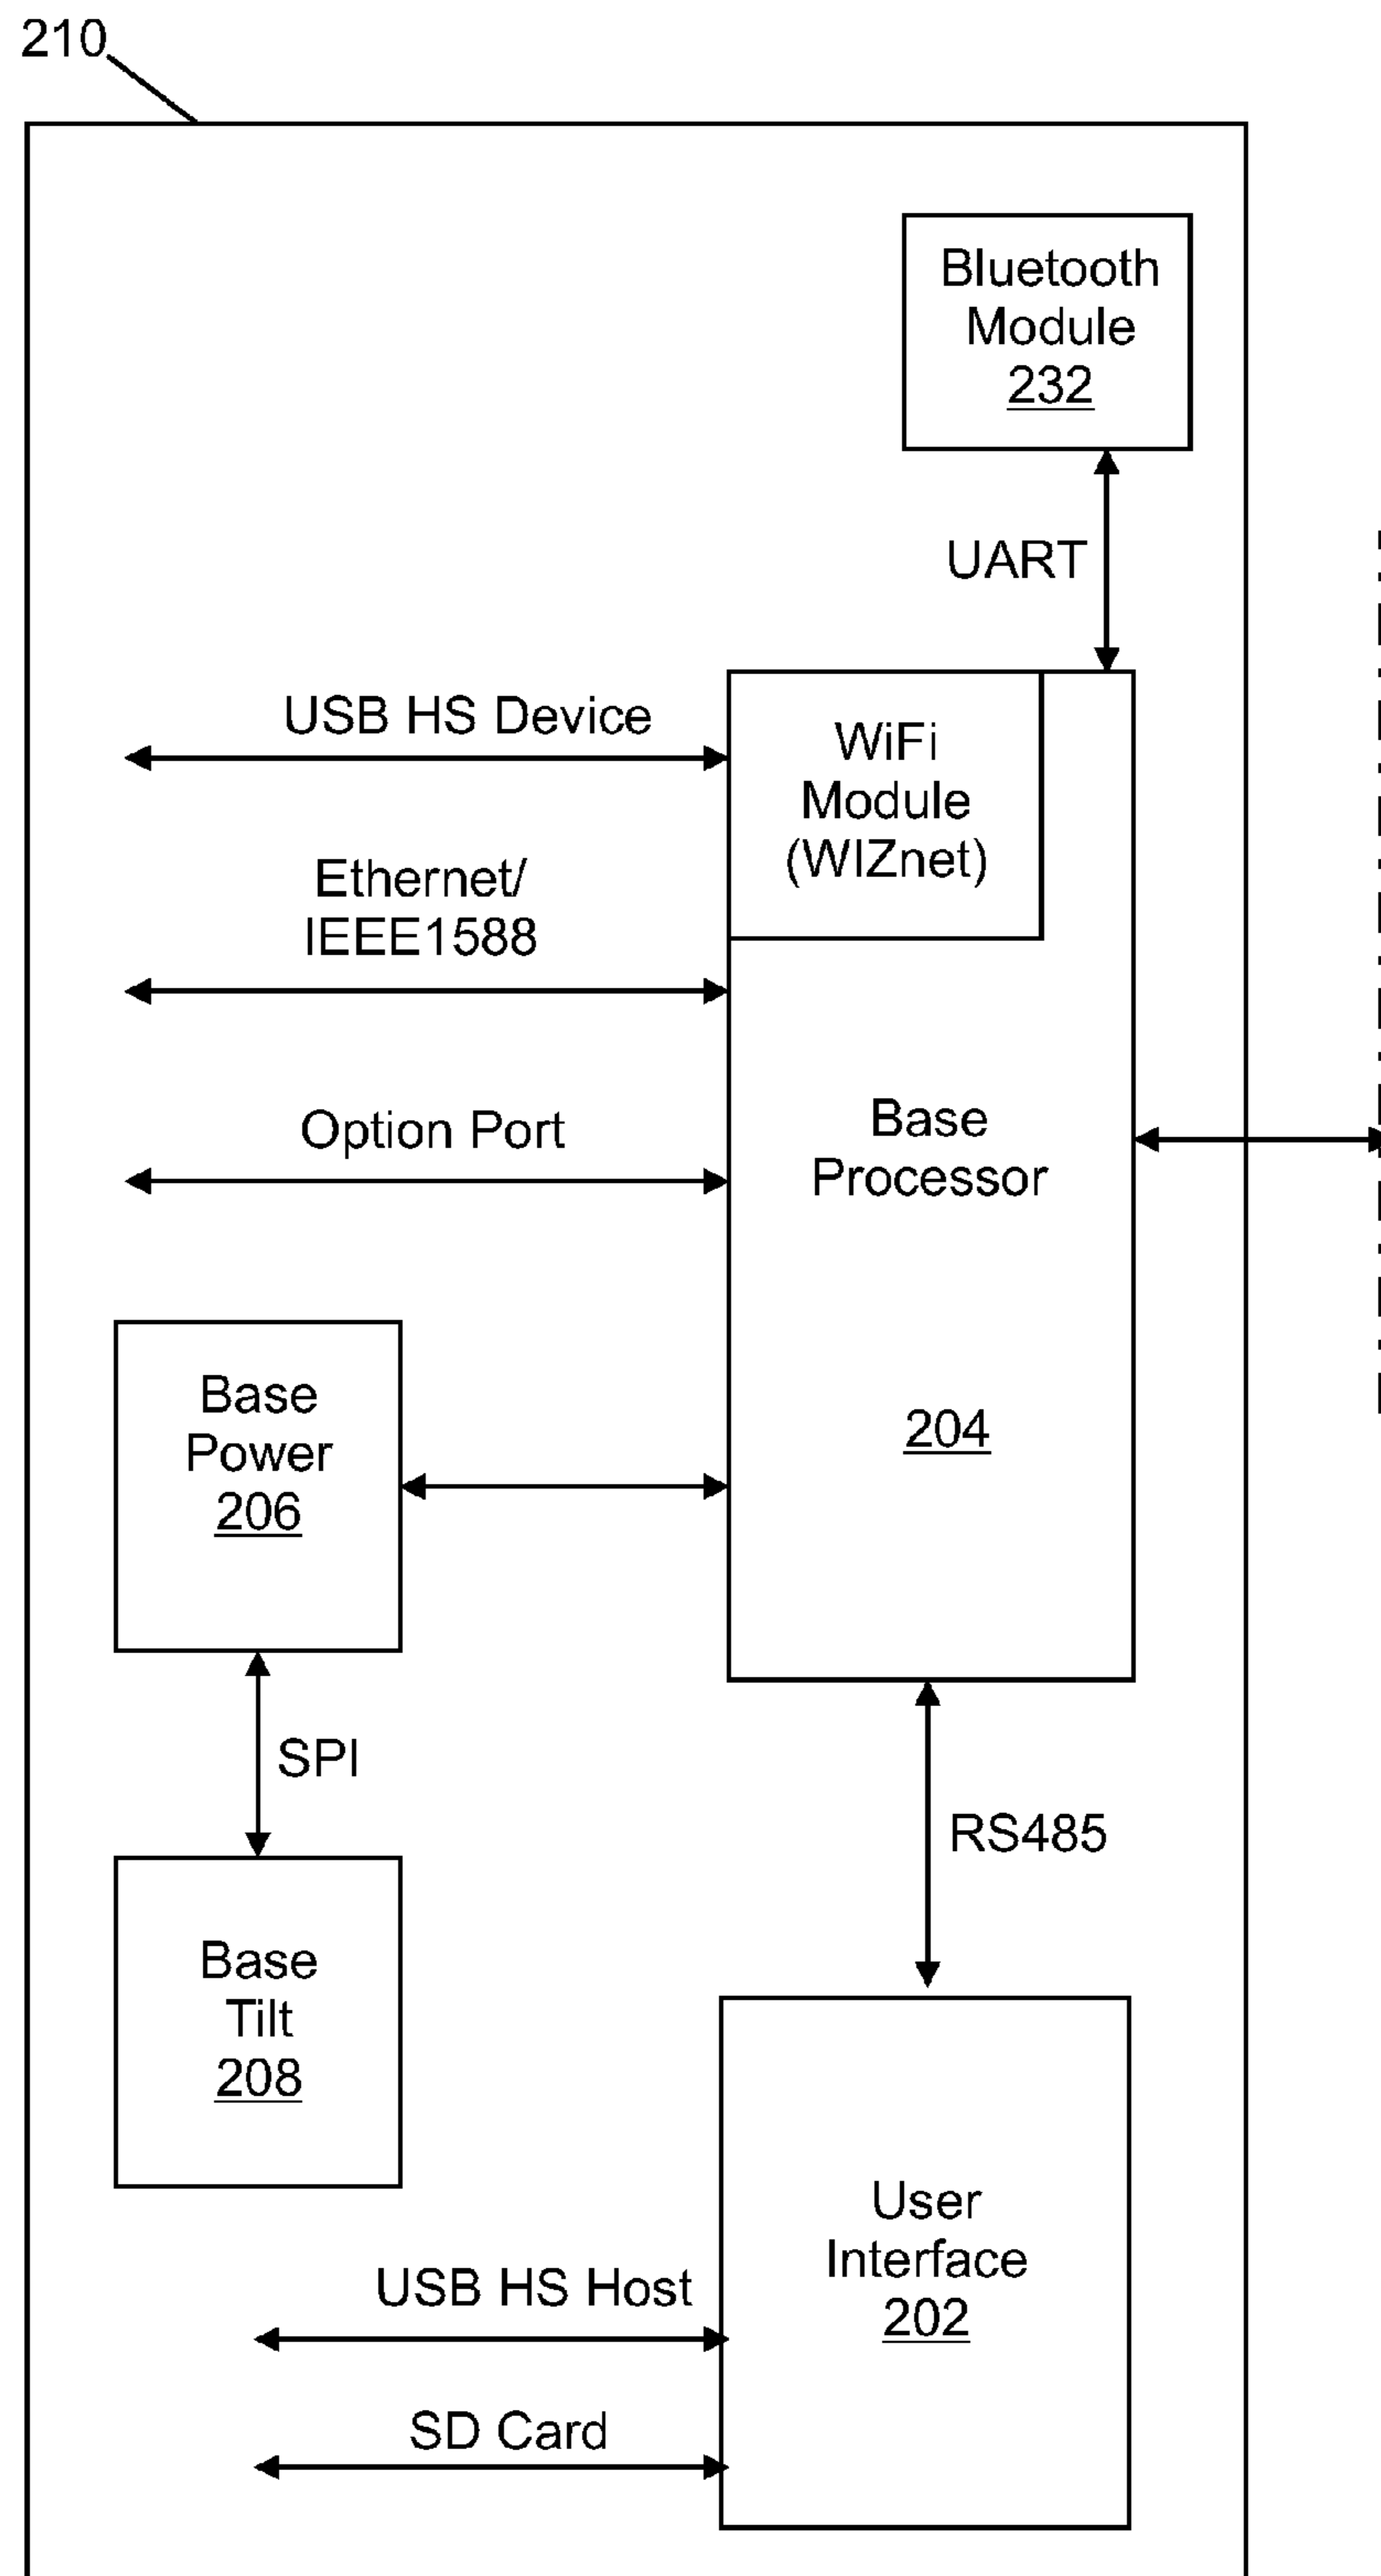 210
Bluetooth
Module
232
UART
USB HS Device
WiFi
Module
(WIZnet)
Ethernet/
IEEE1588
Option Port
Base
Processor
204
Base
Power
206
SPI
RS485
Base
Tilt
208
User
Interface
202
USB HS Host
SD Card